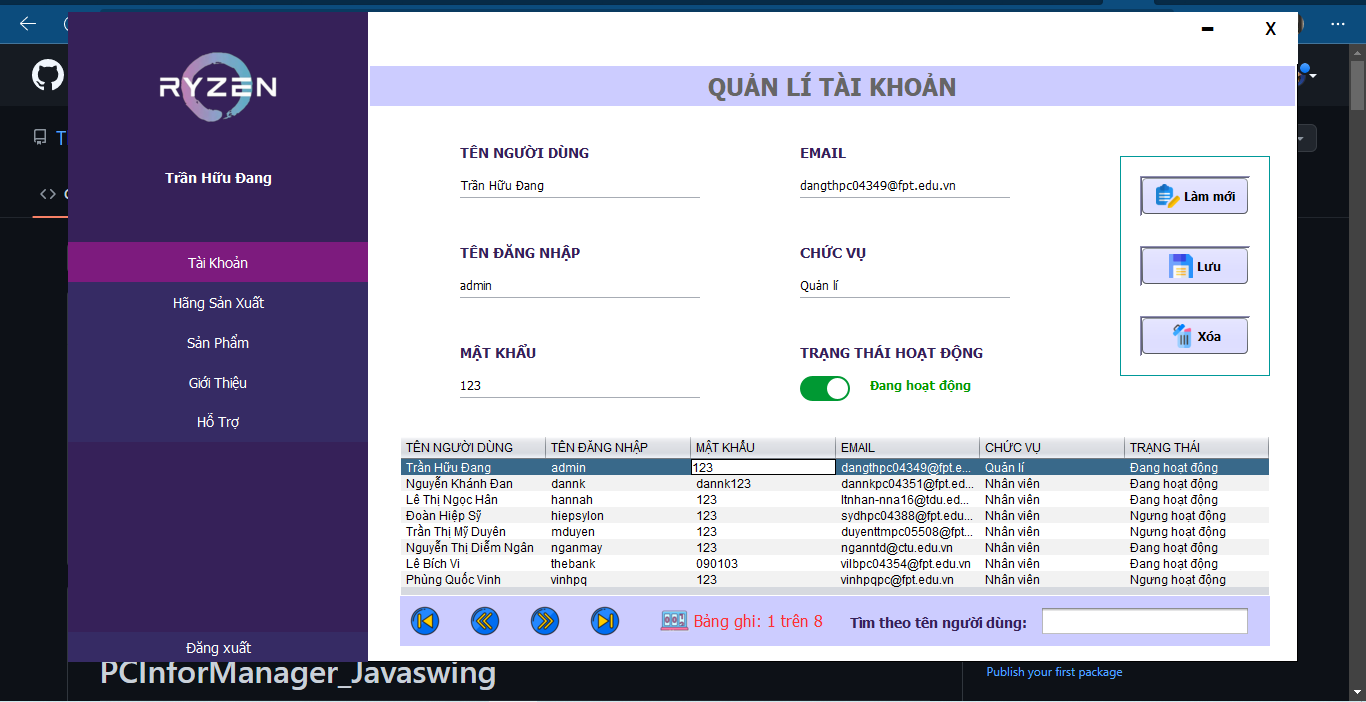 X
RYZEN
QUẢN LÍ TÀI KHOẢN
T
Trần Hữu Đang
TÊN NGƯỜI DÙNG
EMAIL
Trần Hữu Đang
dangthpc04349@fpt.edu.vn
Làm mới
TÊN ĐĂNG NHẬP
CHỨC VỤ
Tài Khoản
Lưu
admin
Quản lí
Hãng Sản Xuất
Sản Phẩm
Xóa
MẬT KHẨU
TRẠNG THÁI HOẠT ĐỘNG
Giới Thiệu
123
Đang hoạt động
Hỗ Trợ
TÊN NGƯỜI DÙNG TÊN ĐĂNG NHẬP MẬT KHẨU EMAIL CHỨC VỤ TRẠNG THÁI
Trần Hữu Đang admin 123 dangthpc04349@fpt.e... Quản lí Đang hoạt động
Nguyễn Khánh Đan dannk dannk123 dannkpc04351@fpt.ed... Nhân viên Đang hoạt động
Lê Thị Ngọc Hân hannah 123 ltnhan-nna16@tdu.ed... Nhân viên Đang hoạt động
Đoàn Hiệp Sỹ hiepsylon 123 sydhpc04388@fpt.edu... Nhân viên Ngưng hoạt động
Trần Thị Mỹ Duyên mduyen 123 duyenttmpc05508@fpt... Nhân viên Ngưng hoạt động
Nguyễn Thị Diễm Ngân nganmay 123 nganntd@ctu.edu.vn Nhân viên Đang hoạt động
Lê Bích Vi thebank 090103 vilbpc04354@fpt.edu.vn Nhân viên Đang hoạt động
Phùng Quốc Vinh vinhpq 123 vinhpqpc@fpt.edu.vn Nhân viên Ngưng hoạt động
Bảng ghi: 1 trên 8
Tìm theo tên người dùng:
Đăng xuất
PCInforManager_Javaswing
Publish your first package